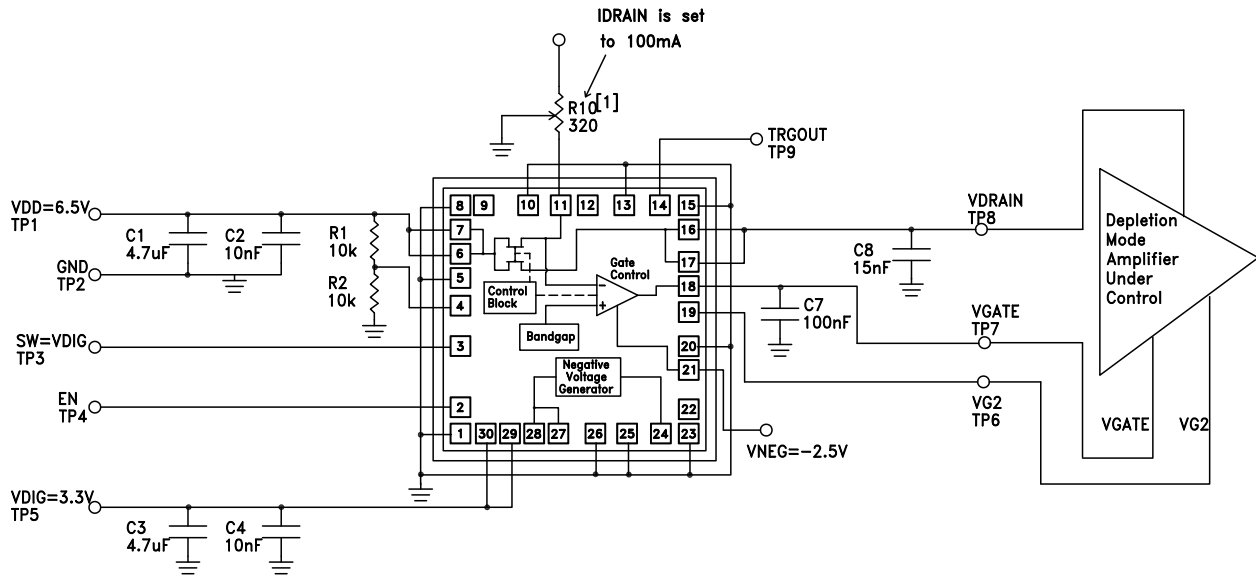 IDRAIN is set
to 100mA
R10[1]
320
TRGOUT
TP9
VDD=6.5V
TP1
C1
4.7uF
C2
10nF
R1
10k
GND
TP2
R2
10k
SW=VDIG
TP3
EN
TP4
VDIG=3.3V
TP5
C3
4.7uF
C4
10nF
8
9
10
11
12
13
14
15
7
16
6
17
5
18
4
19
3
20
21
2
22
1
30
29
28
27
26
25
24
23
Gate
Control
Control
Block
−
+
Bandgap
Negative
Voltage
Generator
VDRAIN
TP8
C8
15nF
C7
100nF
VGATE
TP7
VG2
TP6
VNEG=−2.5V
Depletion
Mode
Amplifier
Under
Control
VGATE
VG2